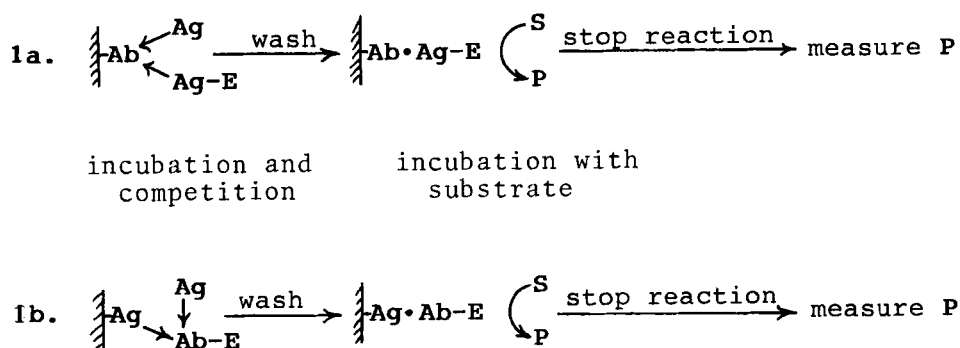 Ag
1a. Ab wash Ab•Ag-E S stop reaction measure P
Ag-E P
incubation and incubation with
competition substrate
Ag
1b. Ag wash Ag•Ab-E S stop reaction measure P
Ab-E P